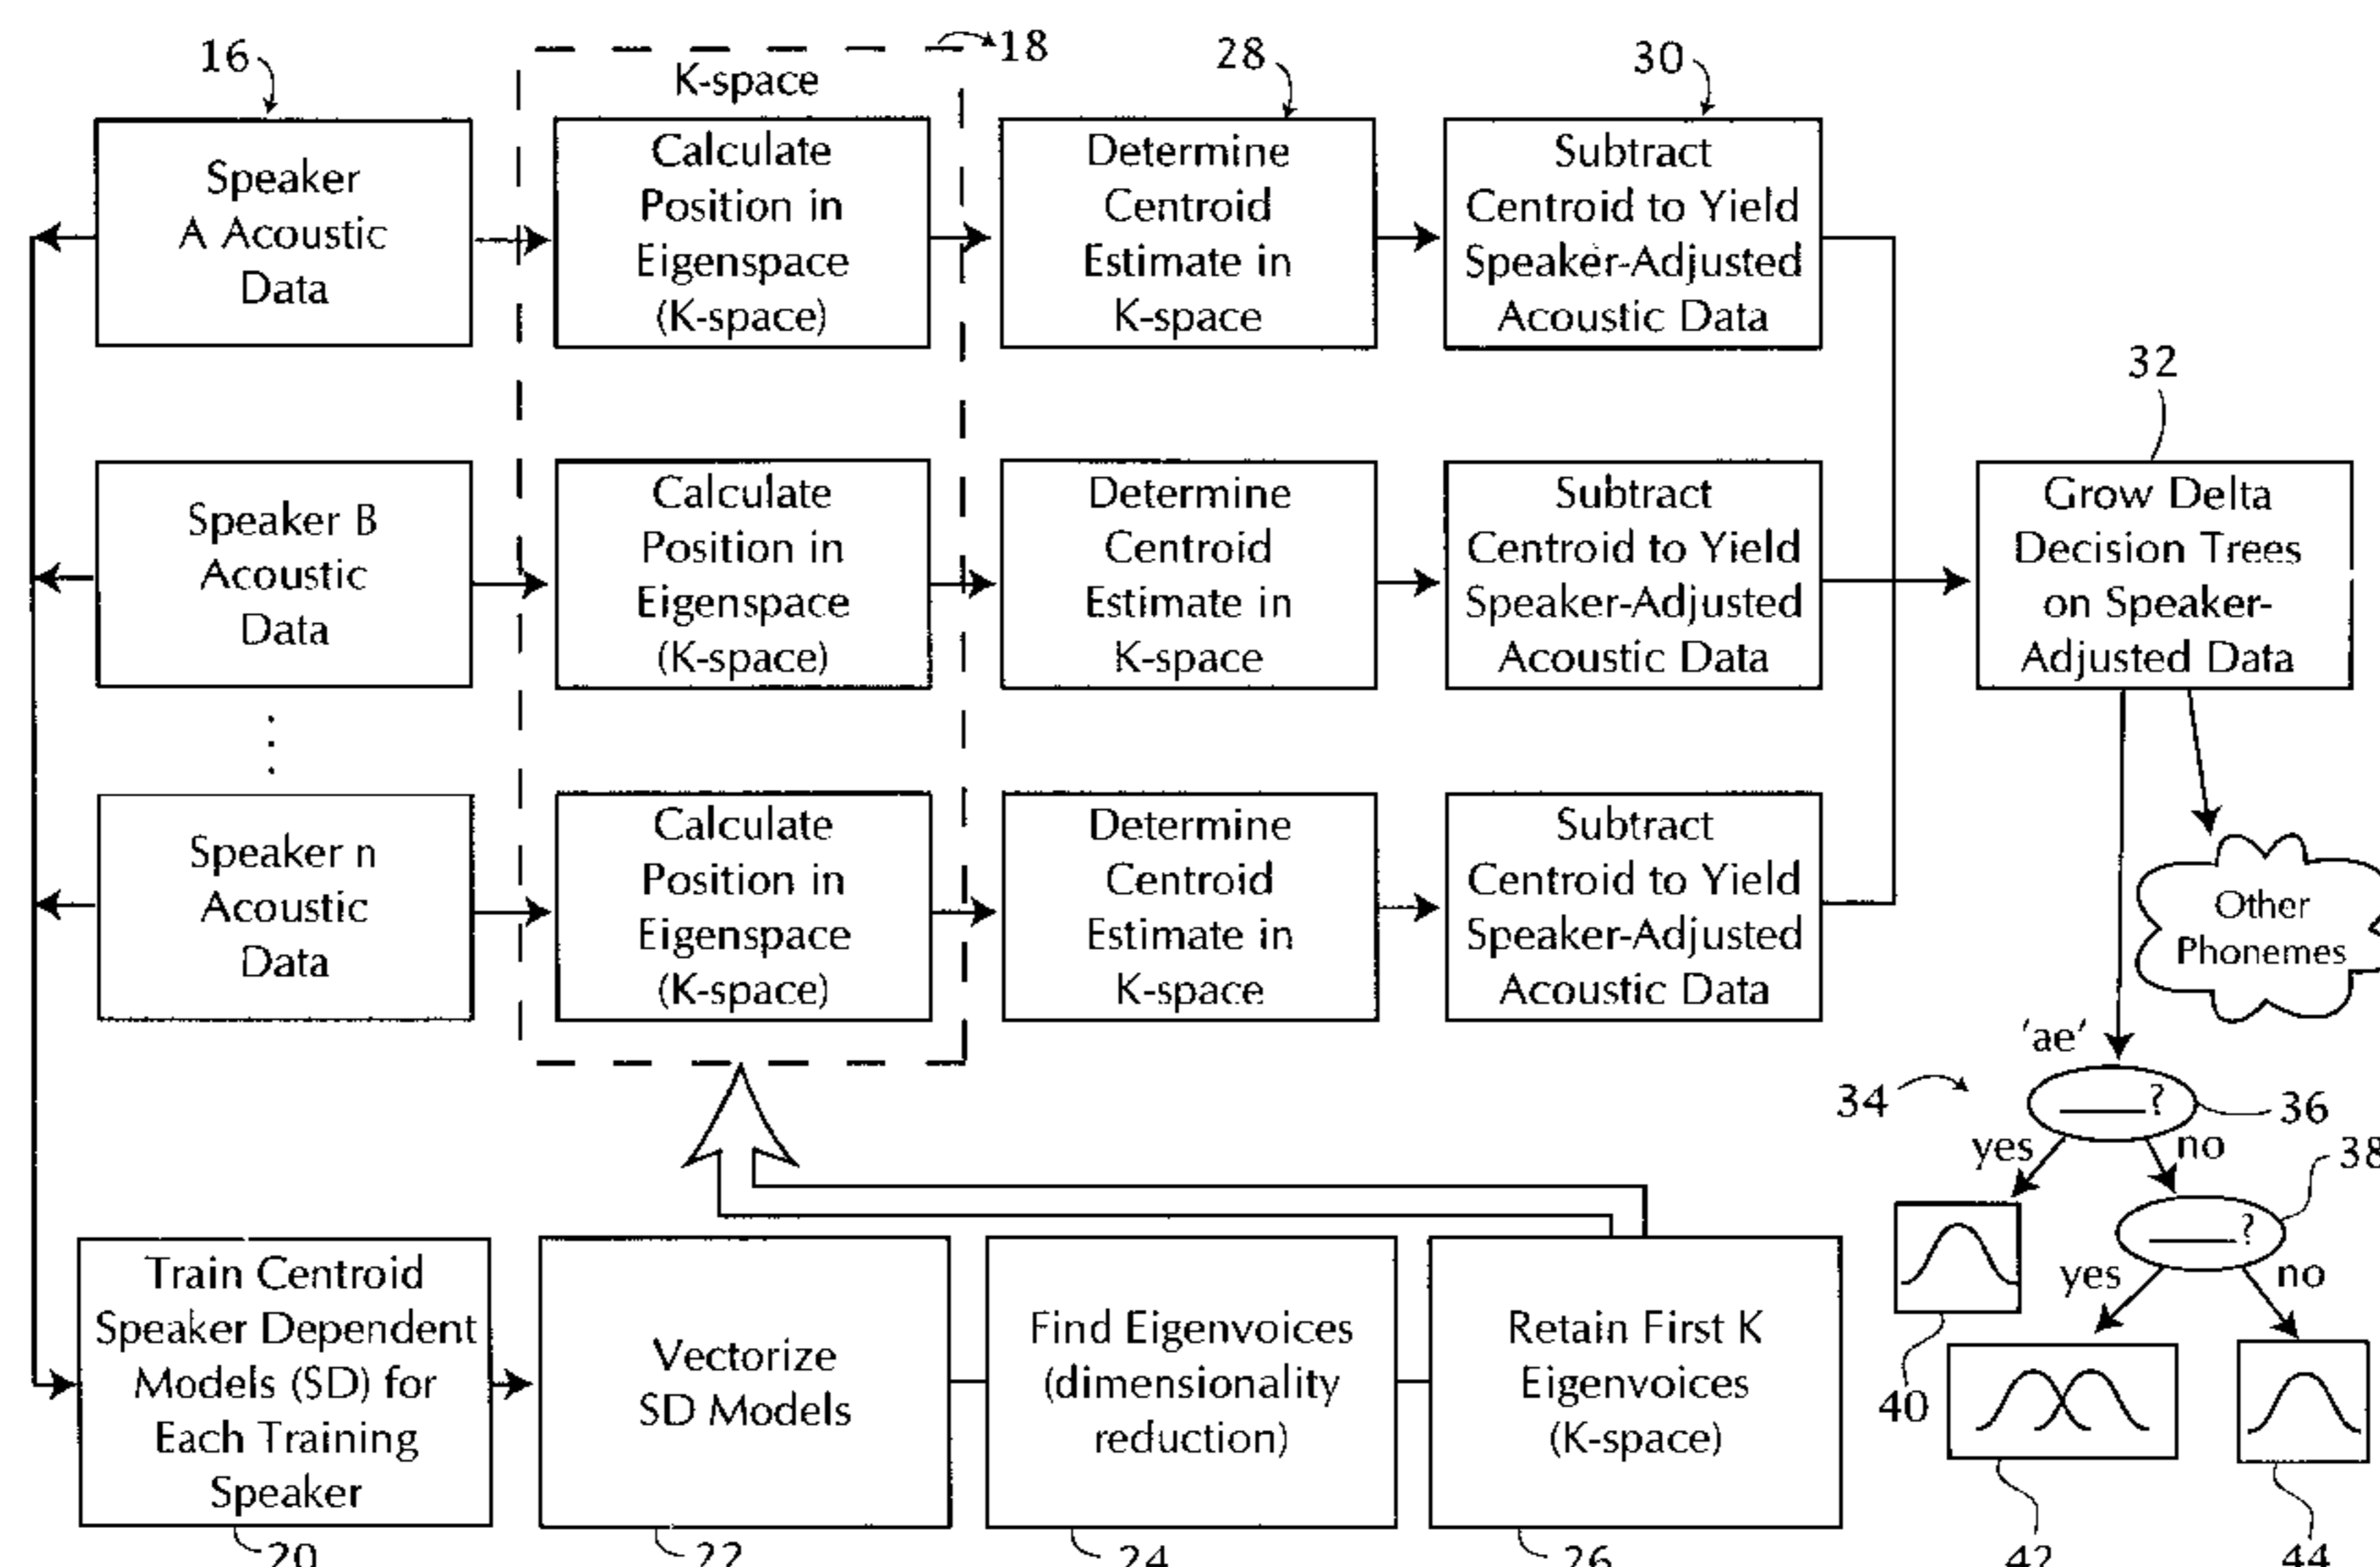 16
18
28
30
K-space
Speaker
A Acoustic
Data
Calculate
Position in
Eigenspace
(K-space)
Determine
Centroid
Estimate in
K-space
Subtract
Centroid to Yield
Speaker-Adjusted
Acoustic Data
32
Speaker B
Acoustic
Data
Calculate
Position in
Eigenspace
(K-space)
Determine
Centroid
Estimate in
K-space
Subtract
Centroid to Yield
Speaker-Adjusted
Acoustic Data
Grow Delta
Decision Trees
on Speaker-
Adjusted Data
Speaker n
Acoustic
Data
Calculate
Position in
Eigenspace
(K-space)
Determine
Centroid
Estimate in
K-space
Subtract
Centroid to Yield
Speaker-Adjusted
Acoustic Data
Other
Phonemes
'ae'
34
?
36
yes
no
38
?
yes
no
40
Train Centroid
Speaker Dependent
Models (SD) for
Each Training
Speaker
Vectorize
SD Models
Find Eigenvoices
(dimensionality
reduction)
Retain First K
Eigenvoices
(K-space)
20
22
24
26
42
44